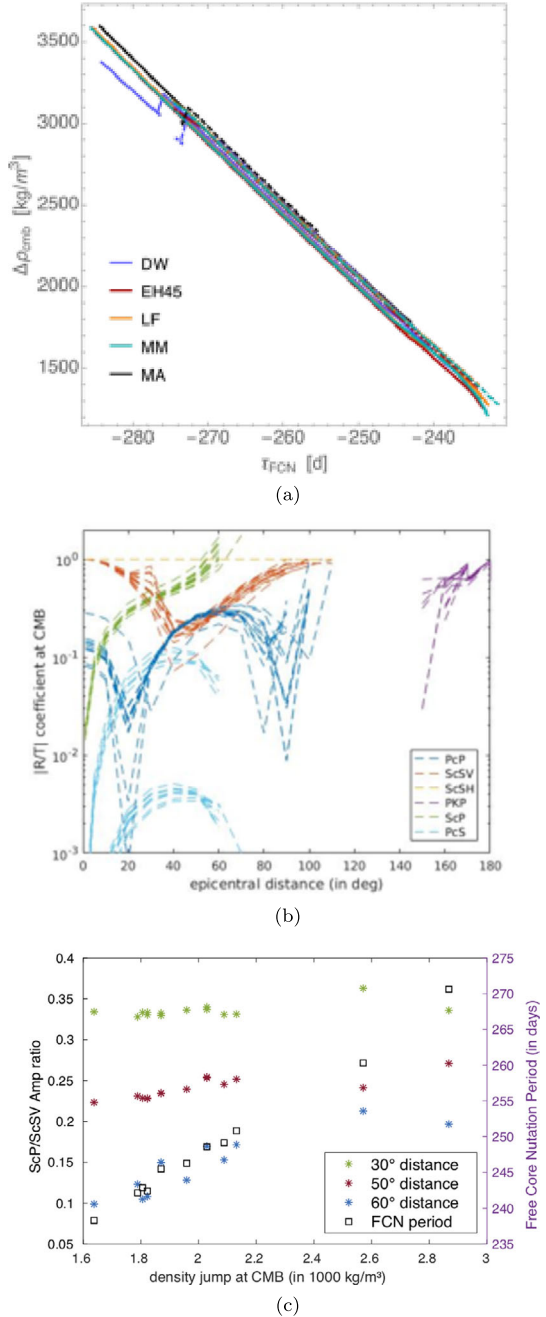 3500
3000
2500
2000
1500
Δρcmb [kg/m³]
DW
EH45
LF
MM
MA
−280 −270 −260 −250 −240
τFCN [d]
(a)
10⁰
10⁻¹
10⁻²
10⁻³
|R/T| coefficient at CMB
PcP
ScSV
ScSH
PKP
ScP
PcS
0 20 40 60 80 100 120 140 160 180
epicentral distance (in deg)
(b)
0.4
0.35
0.3
0.25
0.2
0.15
0.1
0.05
ScP/ScSV Amp ratio
275
270
265
260
255
250
245
240
235
Free Core Nutation Period (in days)
30° distance
50° distance
60° distance
FCN period
1.6 1.8 2 2.2 2.4 2.6 2.8 3
density jump at CMB (in 1000 kg/m³)
(c)